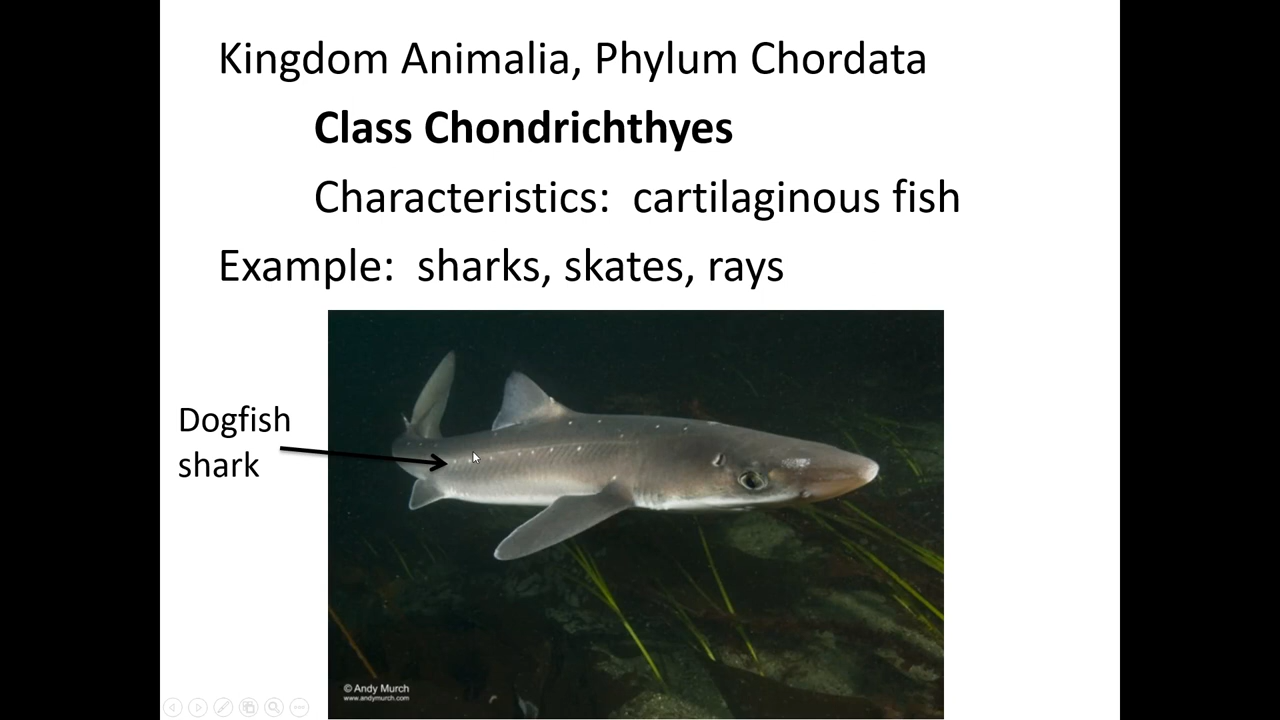 Kingdom Animalia, Phylum Chordata
Class Chondrichthyes
Characteristics:  cartilaginous fish
Example:  sharks, skates, rays
Dogfish
shark
© Andy Murch
www.andymurch.com